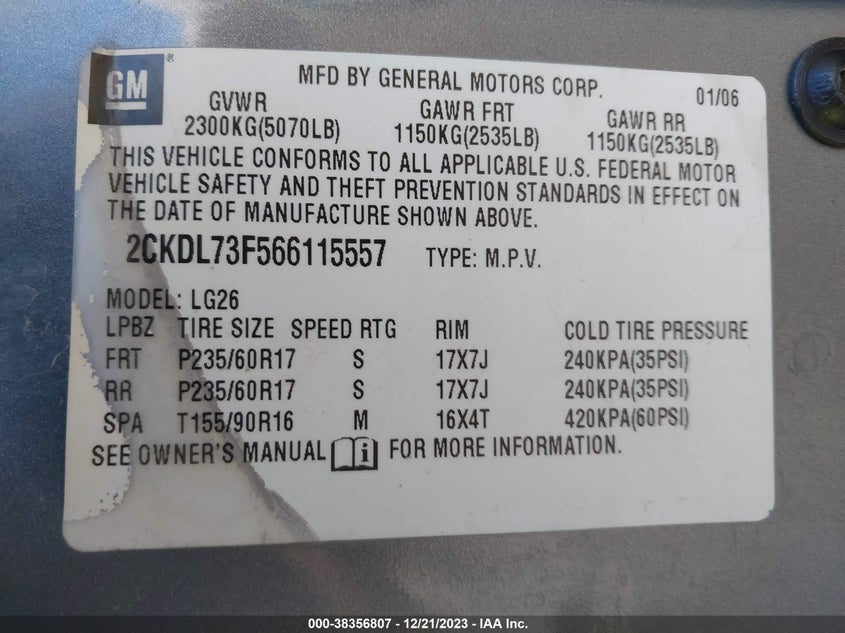 GM ®
MFD BY GENERAL MOTORS CORP. 01/06
GVWR GAWR FRT GAWR RR
2300KG(5070LB) 1150KG(2535LB) 1150KG(2535LB)
THIS VEHICLE CONFORMS TO ALL APPLICABLE U.S. FEDERAL MOTOR
VEHICLE SAFETY AND THEFT PREVENTION STANDARDS IN EFFECT ON
THE DATE OF MANUFACTURE SHOWN ABOVE.
2CKDL73F566115557 TYPE: M.P.V.
MODEL: LG26
LPBZ TIRE SIZE SPEED RTG RIM COLD TIRE PRESSURE
FRT P235/60R17 S 17X7J 240KPA(35PSI)
RR P235/60R17 S 17X7J 240KPA(35PSI)
SPA T155/90R16 M 16X4T 420KPA(60PSI)
SEE OWNER'S MANUAL i FOR MORE INFORMATION.
000-38356807 - 12/21/2023 - IAA Inc.